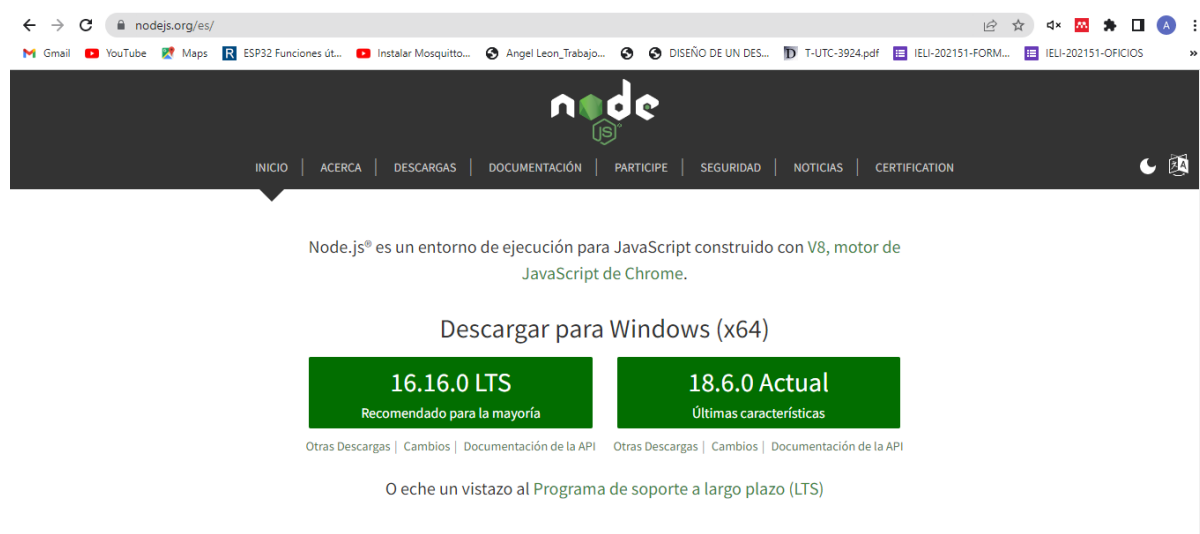 nodejs.org/es/
A
Gmail YouTube Maps R ESP32 Funciones út... Instalar Mosquitto... Angel Leon_Trabajo... DISEÑO DE UN DES... T-UTC-3924.pdf IELI-202151-FORM... IELI-202151-OFICIOS »
node
JS
INICIO | ACERCA | DESCARGAS | DOCUMENTACIÓN | PARTICIPE | SEGURIDAD | NOTICIAS | CERTIFICATION
Node.js® es un entorno de ejecución para JavaScript construido con V8, motor de
JavaScript de Chrome.
Descargar para Windows (x64)
16.16.0 LTS
Recomendado para la mayoría
18.6.0 Actual
Últimas características
Otras Descargas | Cambios | Documentación de la API
Otras Descargas | Cambios | Documentación de la API
O eche un vistazo al Programa de soporte a largo plazo (LTS)